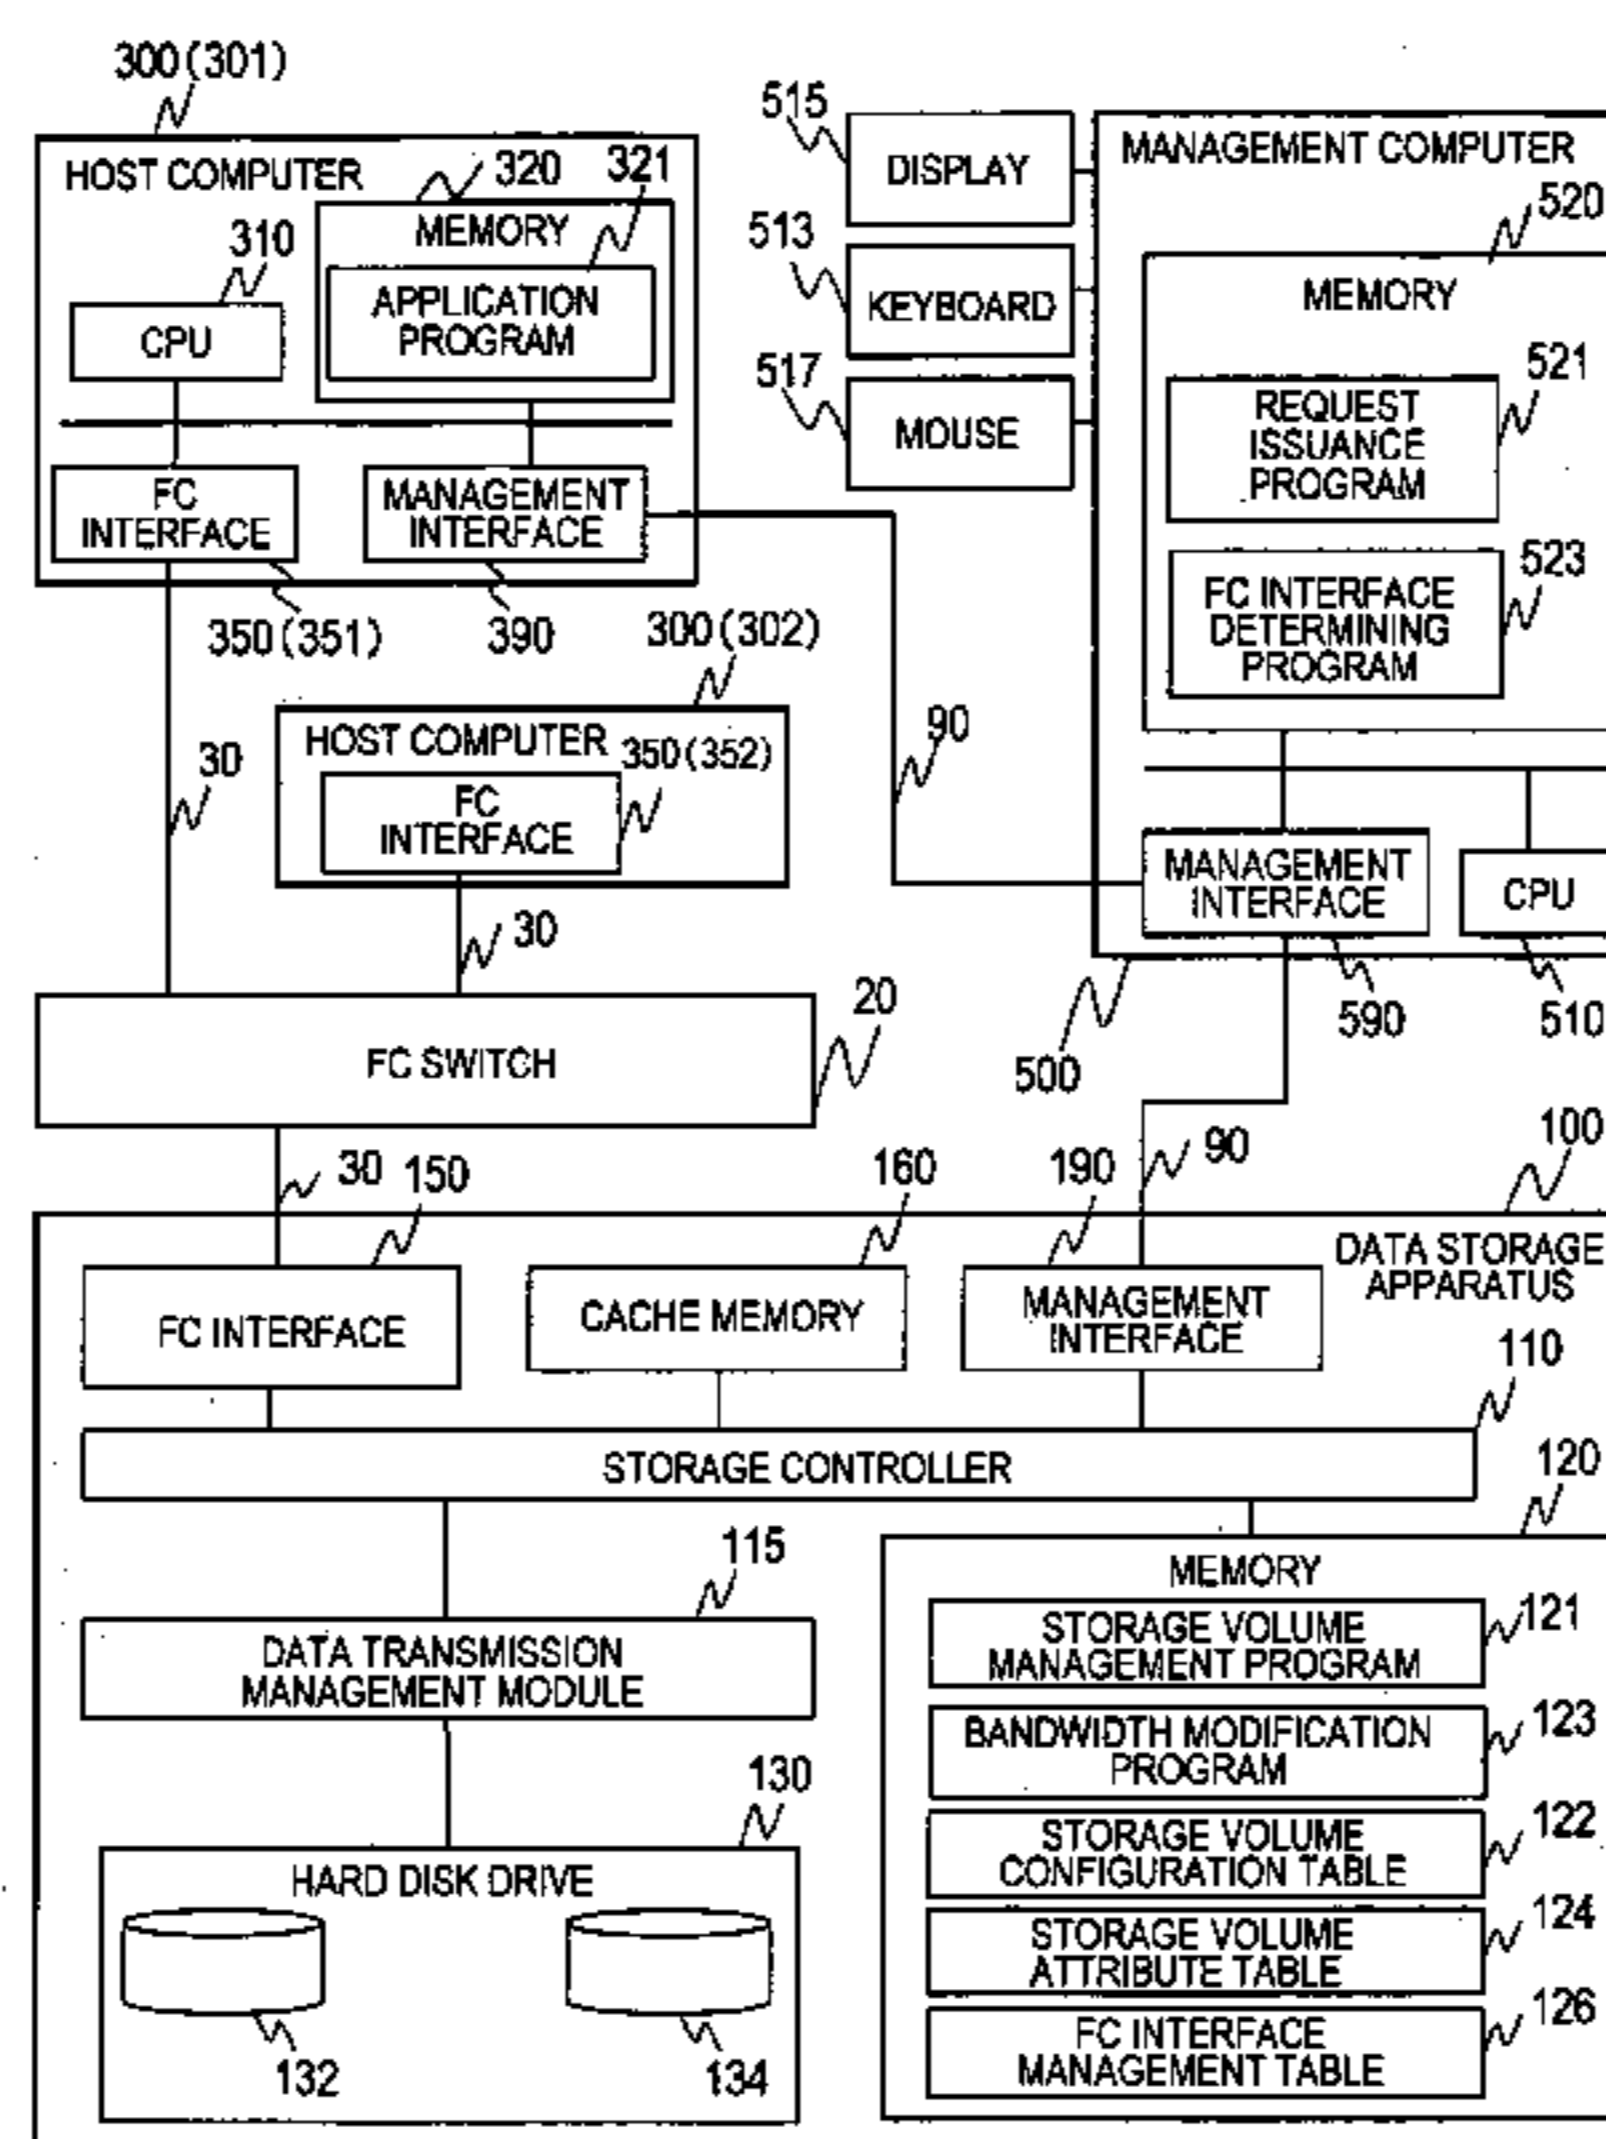 300(301)
HOST COMPUTER
320
321
MEMORY
310
APPLICATION
PROGRAM
CPU
FC
INTERFACE
MANAGEMENT
INTERFACE
350(351)
390
515
DISPLAY
513
KEYBOARD
517
MOUSE
MANAGEMENT COMPUTER
520
MEMORY
521
REQUEST
ISSUANCE
PROGRAM
523
FC INTERFACE
DETERMINING
PROGRAM
300(302)
HOST COMPUTER
350(352)
FC
INTERFACE
30
90
30
MANAGEMENT
INTERFACE
CPU
590
510
500
20
FC SWITCH
30
150
160
190
90
100
DATA STORAGE
APPARATUS
FC INTERFACE
CACHE MEMORY
MANAGEMENT
INTERFACE
110
STORAGE CONTROLLER
120
115
DATA TRANSMISSION
MANAGEMENT MODULE
MEMORY
STORAGE VOLUME
MANAGEMENT PROGRAM
121
BANDWIDTH MODIFICATION
PROGRAM
123
STORAGE VOLUME
CONFIGURATION TABLE
122
STORAGE VOLUME
ATTRIBUTE TABLE
124
FC INTERFACE
MANAGEMENT TABLE
126
130
HARD DISK DRIVE
132
134